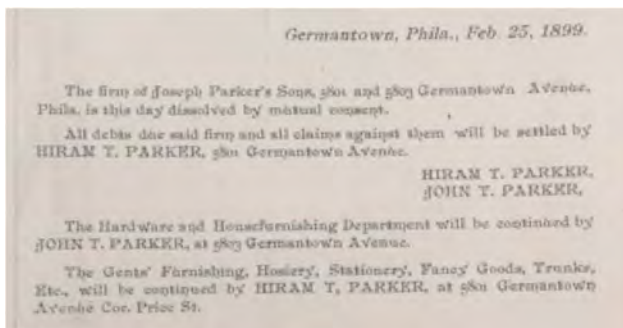 Germantown, Phila., Feb. 25, 1899.
The firm of Joseph Parker's Sons, 5801 and 5803 Germantown Avenue,
Phila. is this day dissolved by mutual consent.
All debts due said firm and all claims against them will be settled by
HIRAM T. PARKER, 5801 Germantown Avenue.
HIRAM T. PARKER,
JOHN T. PARKER,
The Hardware and Housefurnishing Department will be continued by
JOHN T. PARKER, at 5803 Germantown Avenue.
The Gents' Furnishing, Hosiery, Stationery, Fancy Goods, Trunks,
Etc., will be continued by HIRAM T. PARKER, at 5801 Germantown
Avenue Cor. Price St.